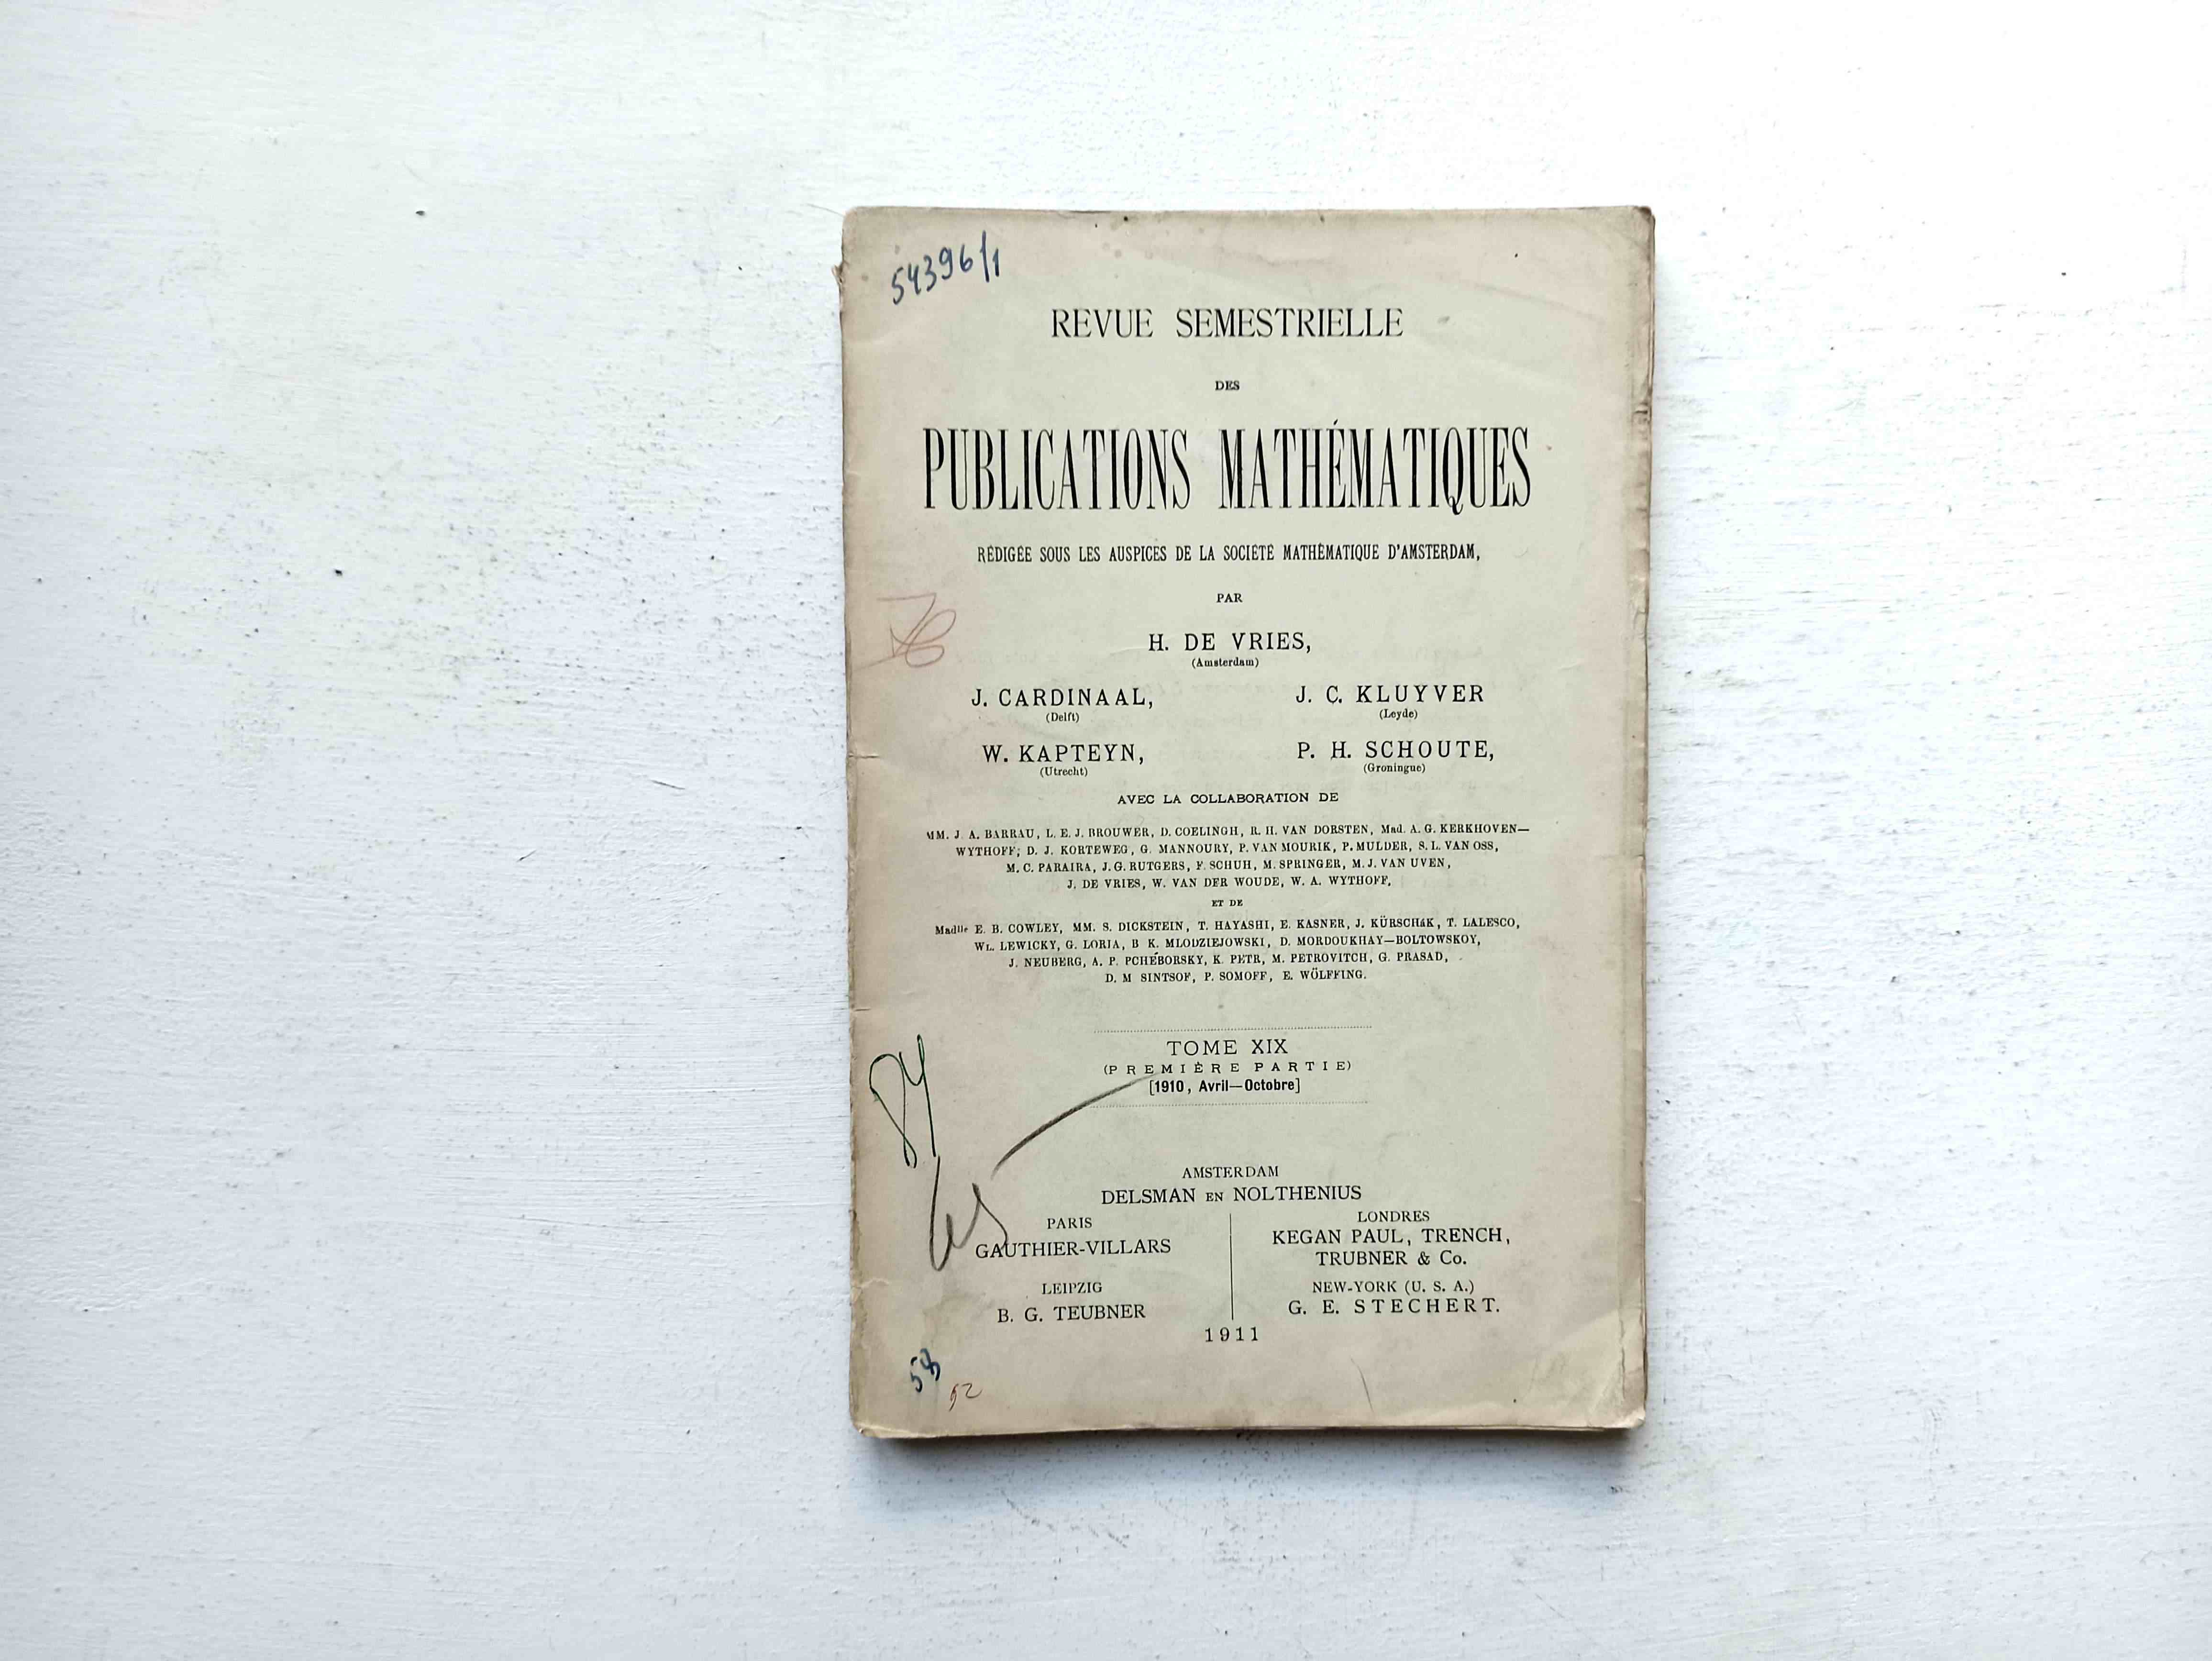 54396/1
REVUE SEMESTRIELLE
DES
PUBLICATIONS MATHÉMATIQUES
RÉDIGÉE SOUS LES AUSPICES DE LA SOCIÉTÉ MATHÉMATIQUE D'AMSTERDAM,
PAR
H. DE VRIES,
(Amsterdam)
J. CARDINAAL,
(Delft)
J. C. KLUYVER
(Leyde)
W. KAPTEYN,
(Utrecht)
P. H. SCHOUTE,
(Groningue)
AVEC LA COLLABORATION DE
MM. J. A. BARRAU, L. E. J. BROUWER, D. COELINGH, R. H. VAN DORSTEN, Mad. A. G. KERKHOVEN—
WYTHOFF; D. J. KORTEWEG, G. MANNOURY, P. VAN MOURIK, P. MULDER, S. L. VAN OSS,
M. C. PARAIRA, J. G. RUTGERS, F. SCHUH, M. SPRINGER, M. J. VAN UVEN,
J. DE VRIES, W. VAN DER WOUDE, W. A. WYTHOFF,
ET DE
Madlle E. B. COWLEY, MM. S. DICKSTEIN, T. HAYASHI, E. KASNER, J. KÜRSCHáK, T. LALESCO,
WL. LEWICKY, G. LORIA, B K. MLODZIEJOWSKI, D. MORDOUKHAY—BOLTOWSKOY,
J. NEUBERG, A. P. PCHÉBORSKY, K. PETR, M. PETROVITCH, G. PRASAD,
D. M SINTSOF, P. SOMOFF, E. WÖLFFING.
TOME XIX
(PREMIÈRE PARTIE)
[1910, Avril—Octobre]
AMSTERDAM
DELSMAN EN NOLTHENIUS
PARIS
GAUTHIER-VILLARS
LEIPZIG
B. G. TEUBNER
LONDRES
KEGAN PAUL, TRENCH,
TRUBNER & Co.
NEW-YORK (U. S. A.)
G. E. STECHERT.
1911